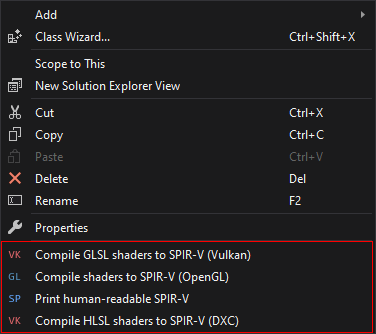 Add
Class Wizard... Ctrl+Shift+X
Scope to This
New Solution Explorer View
Cut Ctrl+X
Copy Ctrl+C
Paste Ctrl+V
Delete Del
Rename F2
Properties
VK Compile GLSL shaders to SPIR-V (Vulkan)
GL Compile shaders to SPIR-V (OpenGL)
SP Print human-readable SPIR-V
VK Compile HLSL shaders to SPIR-V (DXC)